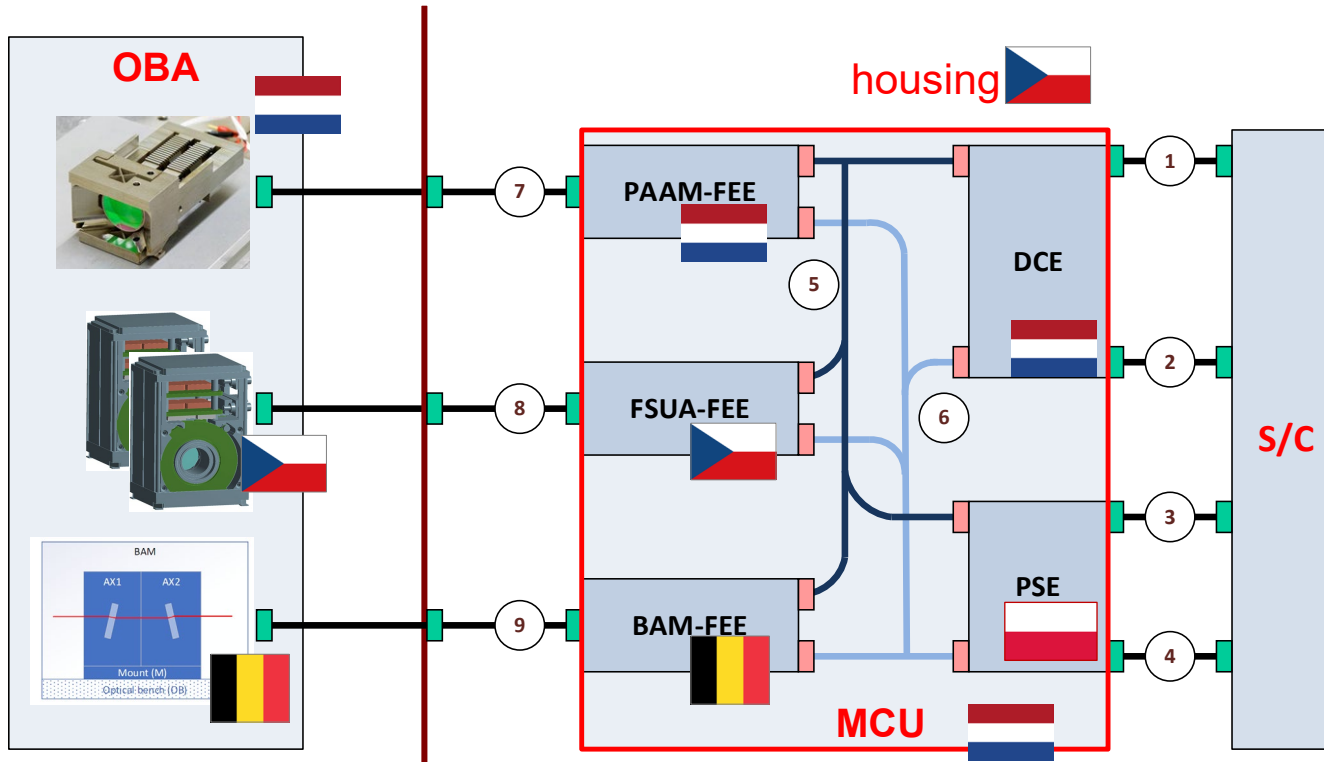 OBA
housing
PAAM-FEE
DCE
FSUA-FEE
BAM-FEE
PSE
MCU
S/C
1
2
3
4
5
6
7
8
9
BAM
AX1 AX2
Mount (M)
Optical bench (OB)